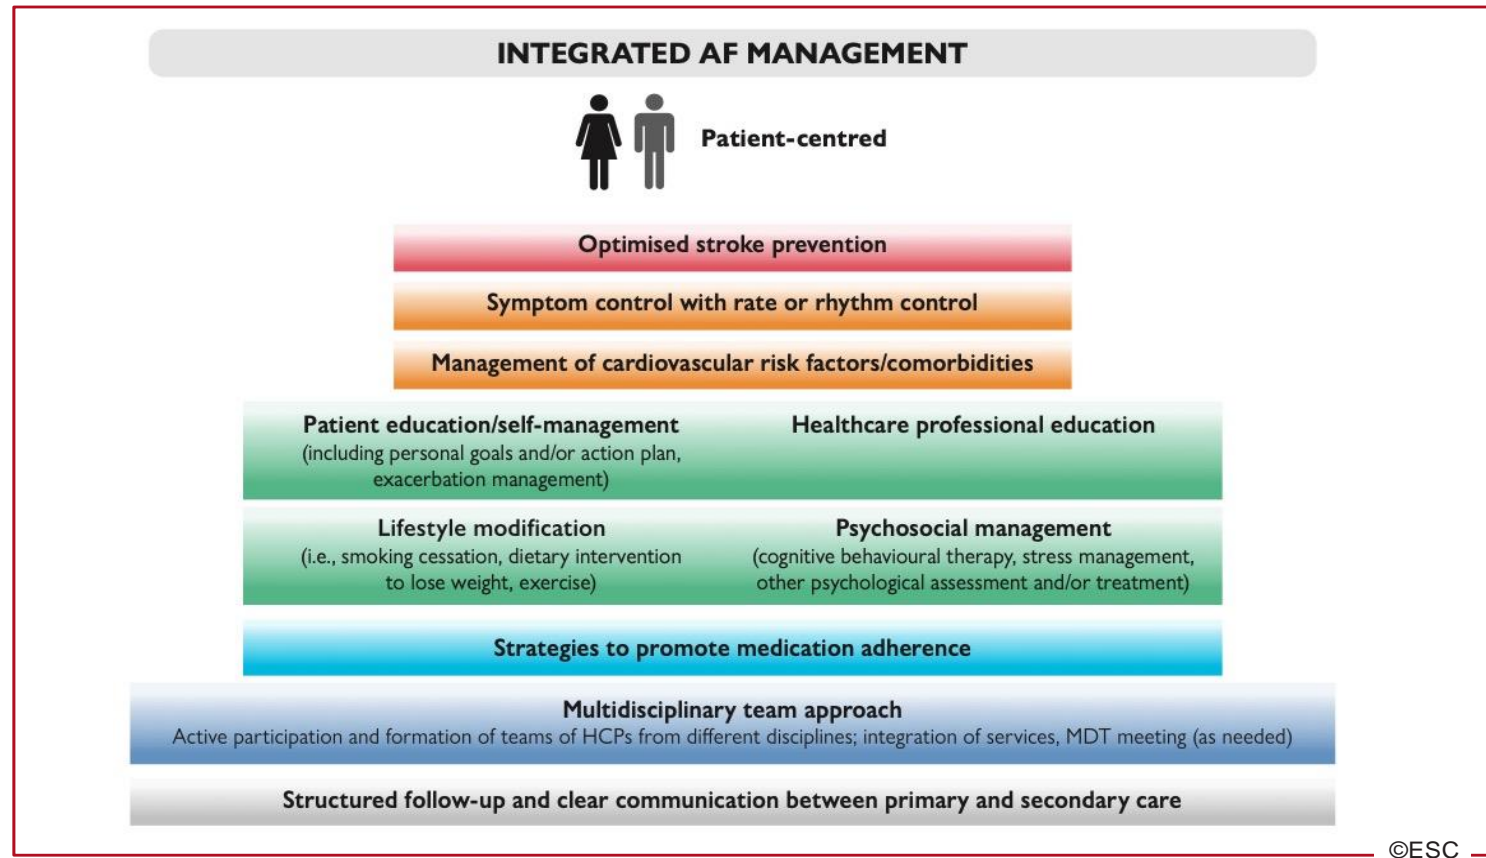 INTEGRATED AF MANAGEMENT
Patient-centred
Optimised stroke prevention
Symptom control with rate or rhythm control
Management of cardiovascular risk factors/comorbidities
Patient education/self-management
(including personal goals and/or action plan,
exacerbation management)
Healthcare professional education
Lifestyle modification
(i.e., smoking cessation, dietary intervention
to lose weight, exercise)
Psychosocial management
(cognitive behavioural therapy, stress management,
other psychological assessment and/or treatment)
Strategies to promote medication adherence
Multidisciplinary team approach
Active participation and formation of teams of HCPs from different disciplines; integration of services, MDT meeting (as needed)
Structured follow-up and clear communication between primary and secondary care
©ESC